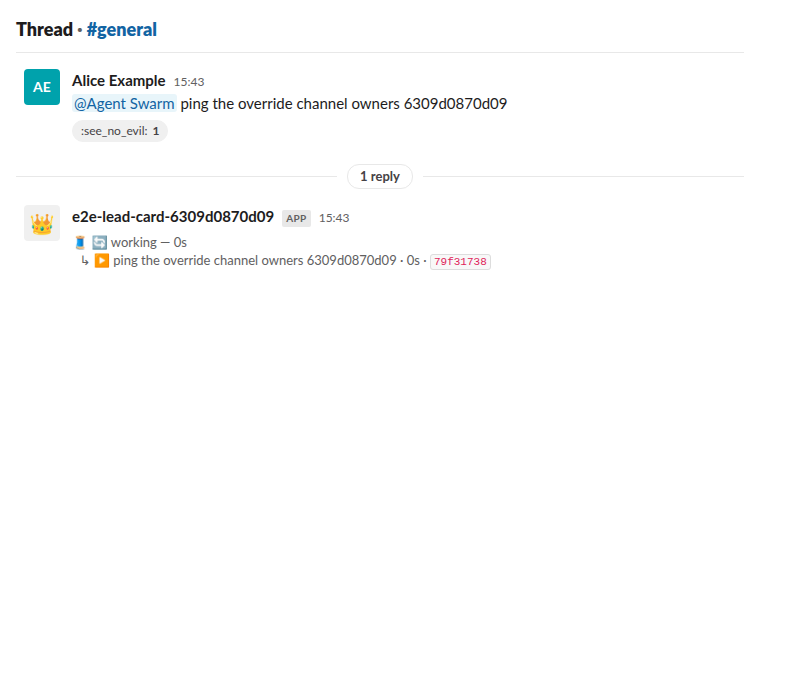 Thread • #general
AE
Alice Example 15:43
@Agent Swarm ping the override channel owners 6309d0870d09
:see_no_evil: 1
1 reply
e2e-lead-card-6309d0870d09 APP 15:43
🧵 🔄 working — 0s
↳ ▶️ ping the override channel owners 6309d0870d09 · 0s · 79f31738